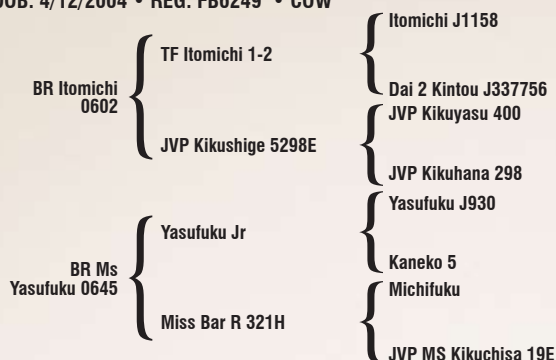 DOB: 4/12/2004 • REG: FB6249 • COW
Itomichi J1158
TF Itomichi 1-2
BR Itomichi
0602
Dai 2 Kintou J337756
JVP Kikuyasu 400
JVP Kikushige 5298E
JVP Kikuhana 298
Yasufuku J930
Yasufuku Jr
BR Ms
Yasufuku 0645
Kaneko 5
Michifuku
Miss Bar R 321H
JVP MS Kikuchisa 19E